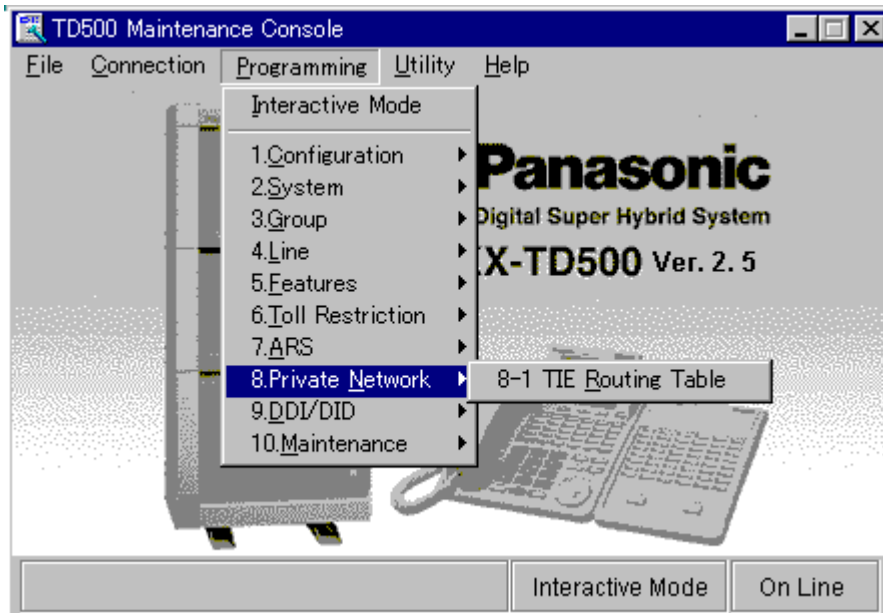 TD500 Maintenance Console
File Connection Programming Utility Help
Interactive Mode
1.Configuration
2.System
3.Group
4.Line
5.Features
6.Toll Restriction
7.ARS
8.Private Network
9.DDI/DID
10.Maintenance
8-1 TIE Routing Table
Panasonic
Digital Super Hybrid System
X-TD500 Ver. 2.5
Interactive Mode
On Line